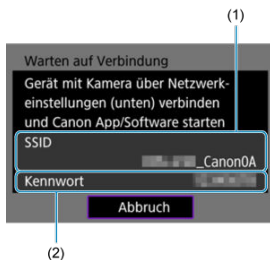 (1)
Warten auf Verbindung
Gerät mit Kamera über Netzwerk-
einstellungen (unten) verbinden
und Canon App/Software starten
SSID
_Canon0A
Kennwort
Abbruch
(2)